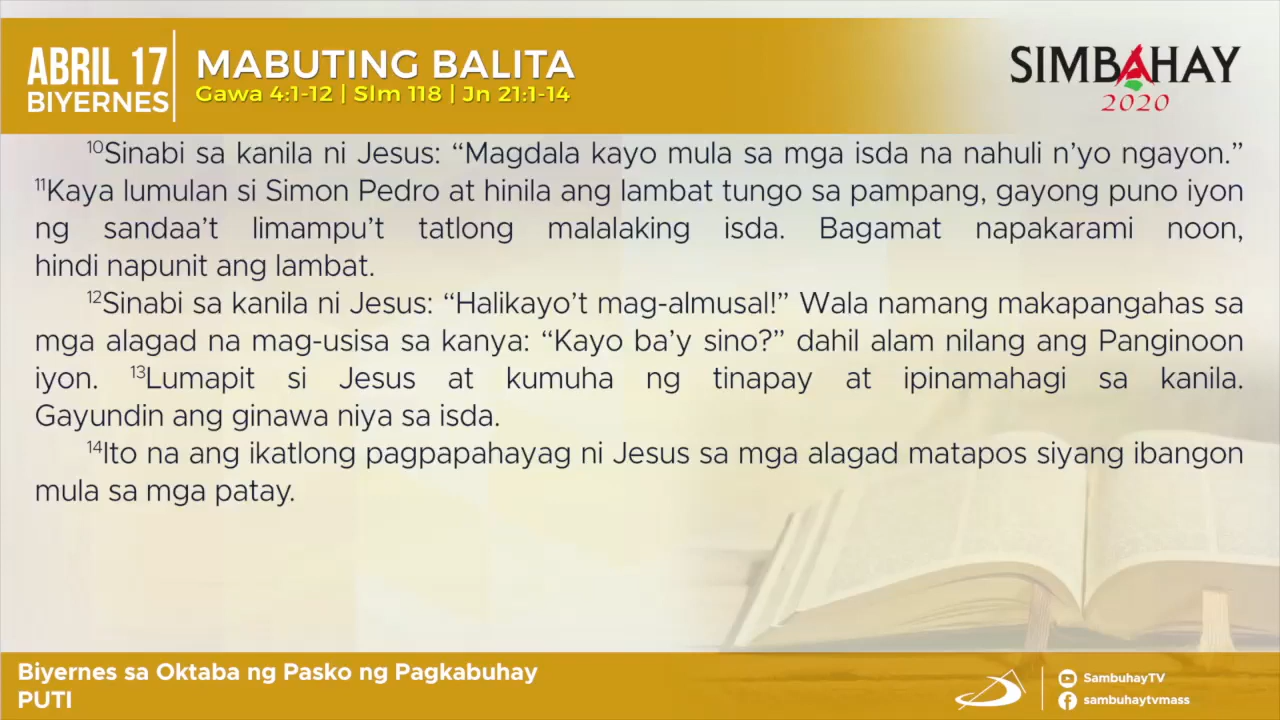 ABRIL 17
BIYERNES
MABUTING BALITA
Gawa 4:1-12 | Slm 118 | Jn 21:1-14
SIMBAHAY
2020
¹⁰Sinabi sa kanila ni Jesus: “Magdala kayo mula sa mga isda na nahuli n’yo ngayon.”
¹¹Kaya lumulan si Simon Pedro at hinila ang lambat tungo sa pampang, gayong puno iyon
ng sandaa’t limampu’t tatlong malalaking isda. Bagamat napakarami noon,
hindi napunit ang lambat.
¹²Sinabi sa kanila ni Jesus: “Halikayo’t mag-almusal!” Wala namang makapangahas sa
mga alagad na mag-usisa sa kanya: “Kayo ba’y sino?” dahil alam nilang ang Panginoon
iyon. ¹³Lumapit si Jesus at kumuha ng tinapay at ipinamahagi sa kanila.
Gayundin ang ginawa niya sa isda.
¹⁴Ito na ang ikatlong pagpapahayag ni Jesus sa mga alagad matapos siyang ibangon
mula sa mga patay.
Biyernes sa Oktaba ng Pasko ng Pagkabuhay
PUTI
SambuhayTV
sambuhaytvmass